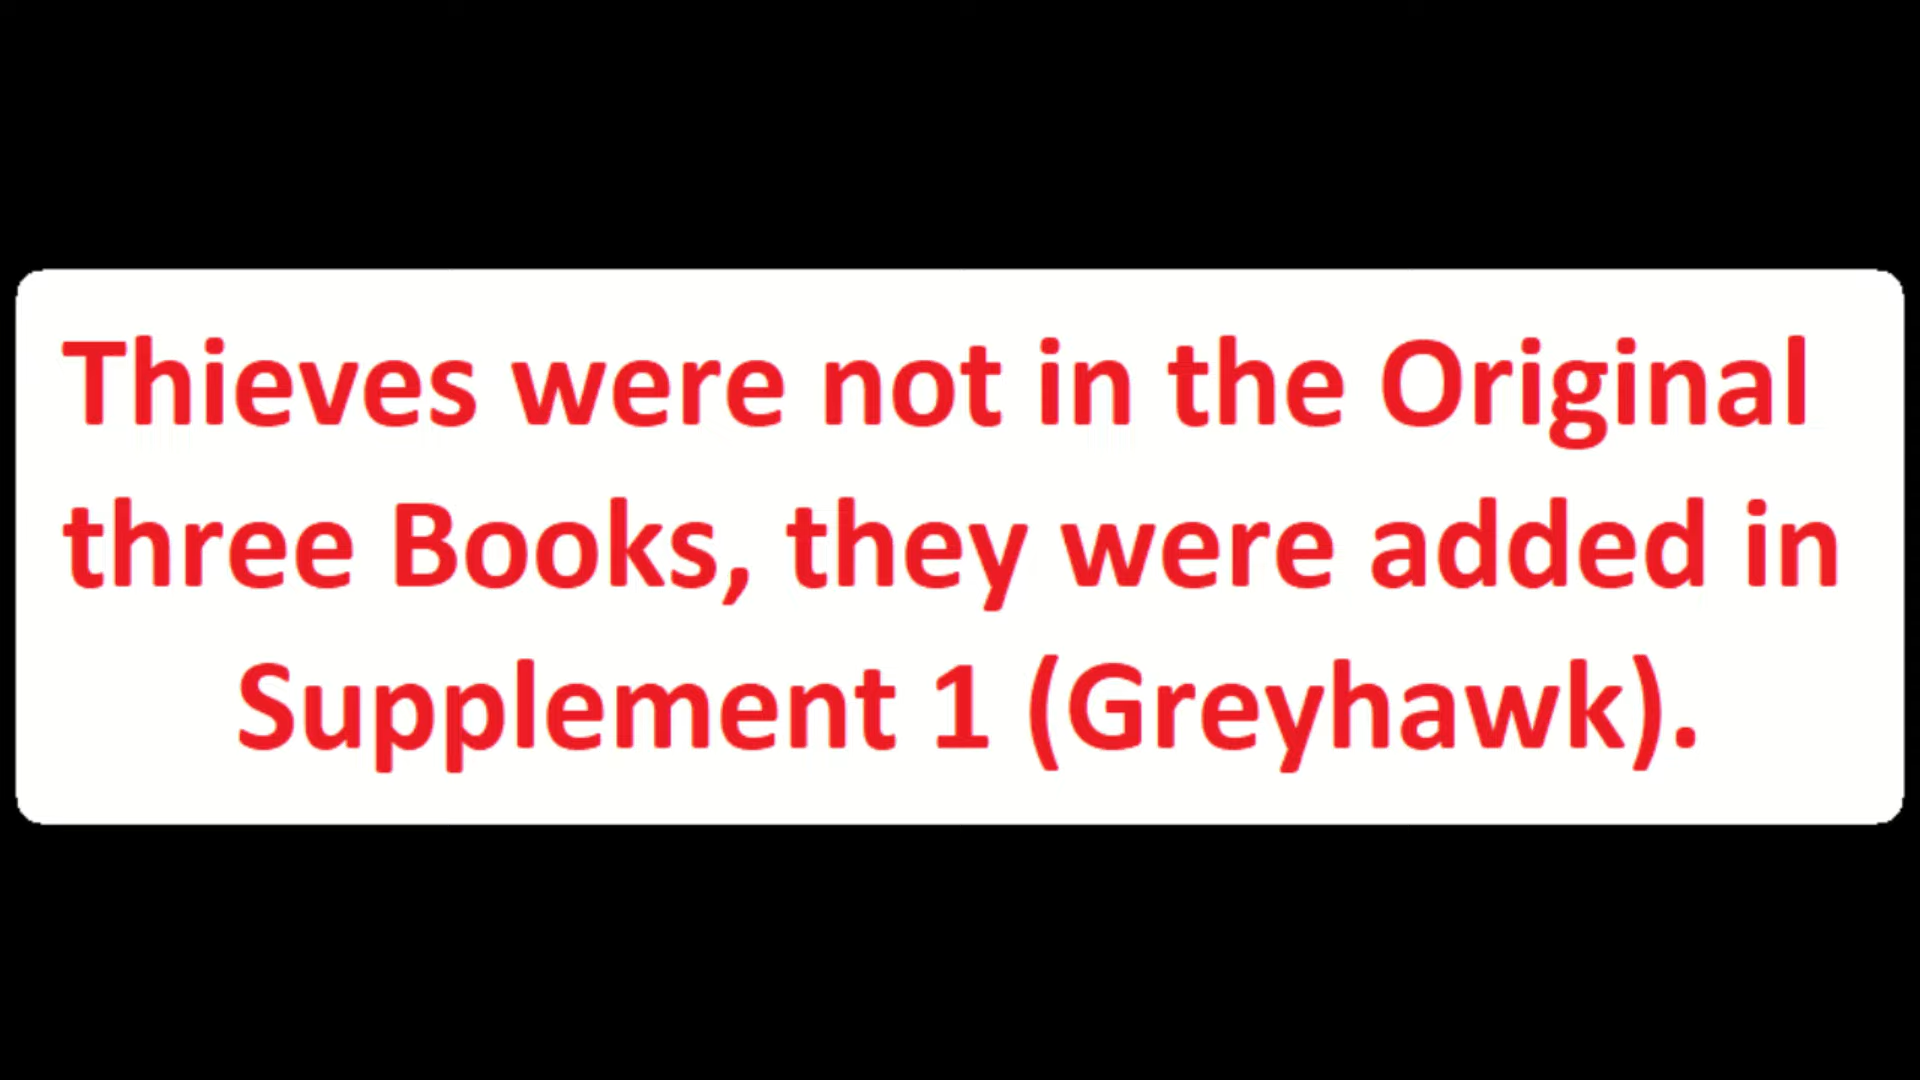 Thieves were not in the Original
three Books, they were added in
Supplement 1 (Greyhawk).